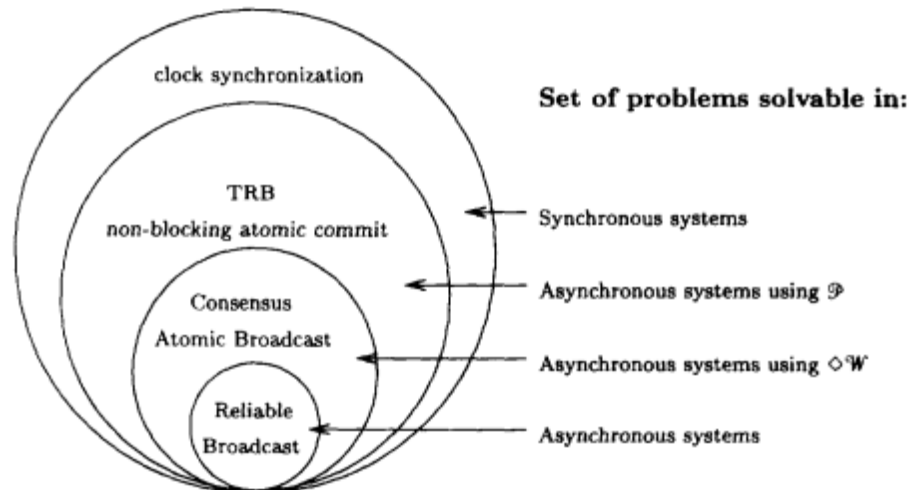 clock synchronization
Set of problems solvable in:
TRB
non-blocking atomic commit
Synchronous systems
Asynchronous systems using 𝒫
Consensus
Atomic Broadcast
Asynchronous systems using ◇𝒲
Reliable
Broadcast
Asynchronous systems